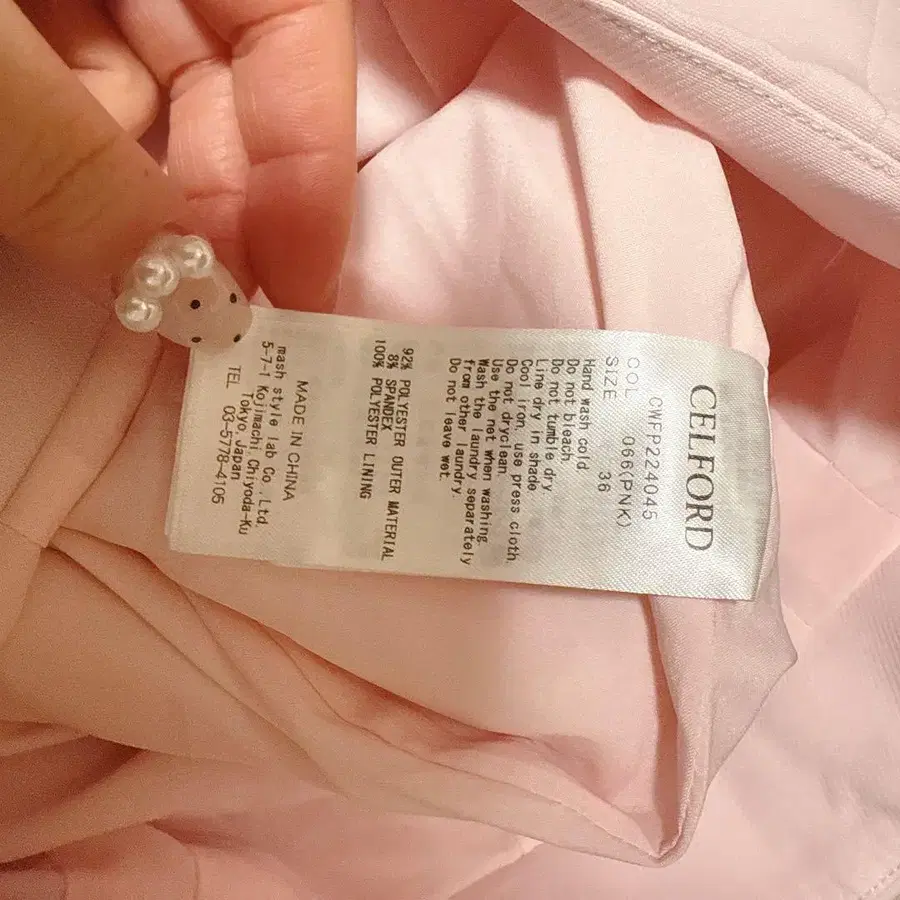 CELFORD
CWFP224045
COL 066(PNK)
SIZE 36
Hand wash cold
Do not bleach.
Do not tumble dry
Line dry in shade
Cool iron, use press cloth.
Do not dryclean.
Use the net when washing.
Wash the laundry separately
from other laundry.
Do not leave wet.
92% POLYESTER OUTER MATERIAL
8% SPANDEX
100% POLYESTER LINING
MADE IN CHINA
mash style lab Co.,Ltd.
5-7-1 Kojimachi,Chiyoda-Ku
Tokyo,Japan
TEL 03-5778-4106